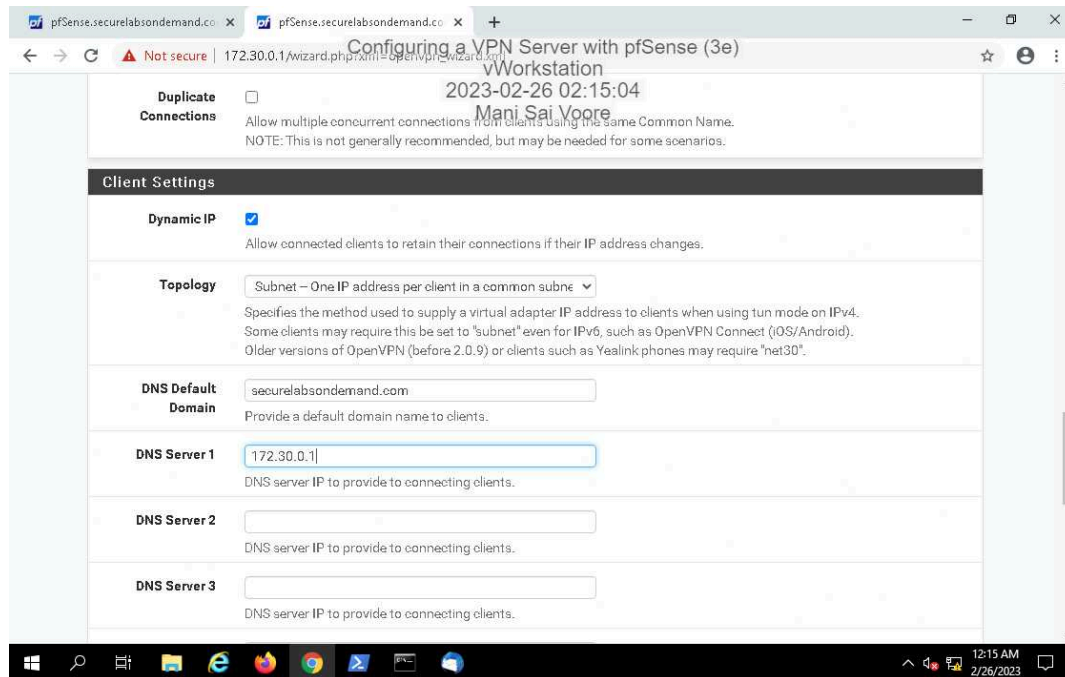 pfSense.securelabsondemand.co
pfSense.securelabsondemand.co
Not secure | 172.30.0.1/wizard.php?xml=openvpn_wizard.xml
Configuring a VPN Server with pfSense (3e)
vWorkstation
2023-02-26 02:15:04
Mani Sai Voore
Duplicate
Connections
Allow multiple concurrent connections from clients using the same Common Name.
NOTE: This is not generally recommended, but may be needed for some scenarios.
Client Settings
Dynamic IP
Allow connected clients to retain their connections if their IP address changes.
Topology
Subnet – One IP address per client in a common subne
Specifies the method used to supply a virtual adapter IP address to clients when using tun mode on IPv4.
Some clients may require this be set to "subnet" even for IPv6, such as OpenVPN Connect (iOS/Android).
Older versions of OpenVPN (before 2.0.9) or clients such as Yealink phones may require "net30".
DNS Default
Domain
securelabsondemand.com
Provide a default domain name to clients.
DNS Server 1
172.30.0.1
DNS server IP to provide to connecting clients.
DNS Server 2
DNS server IP to provide to connecting clients.
DNS Server 3
DNS server IP to provide to connecting clients.
12:15 AM
2/26/2023